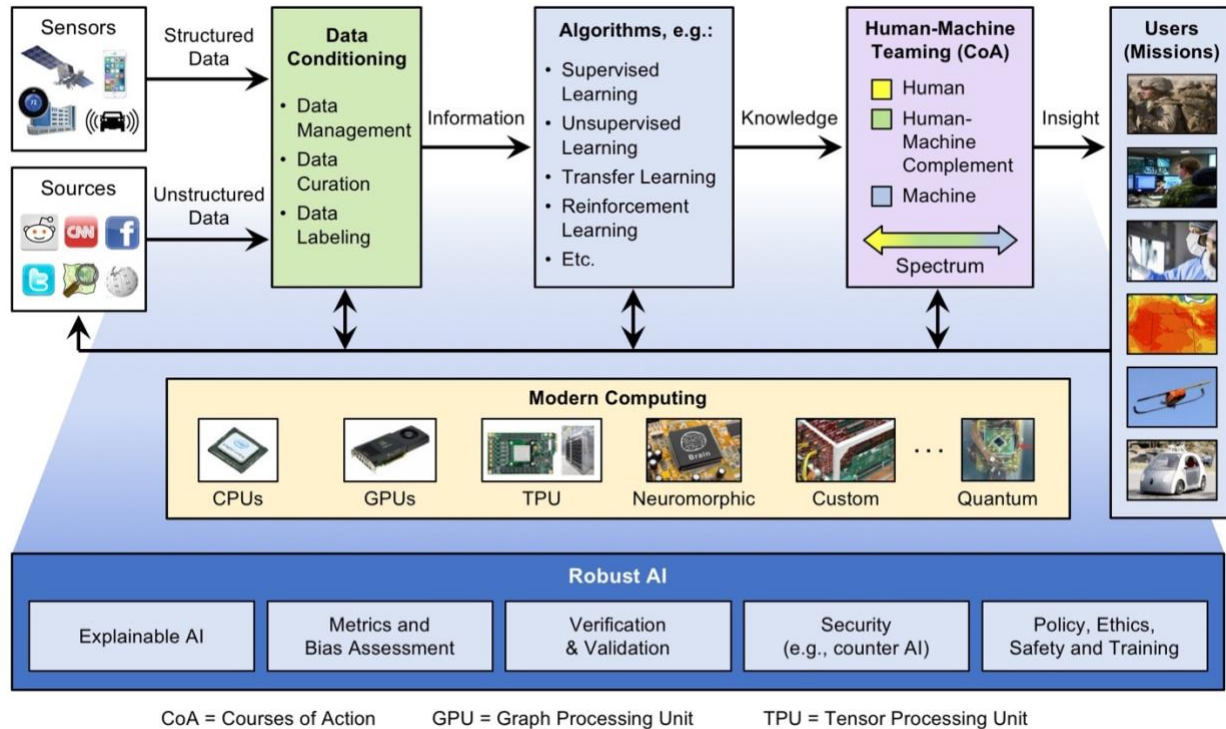 Sensors
Structured
Data
Sources
CNN
Unstructured
Data
Data
Conditioning
• Data
Management
• Data
Curation
• Data
Labeling
Information
Algorithms, e.g.:
• Supervised
Learning
• Unsupervised
Learning
• Transfer Learning
• Reinforcement
Learning
• Etc.
Knowledge
Human-Machine
Teaming (CoA)
Human
Human-
Machine
Complement
Machine
Spectrum
Insight
Users
(Missions)
Modern Computing
Brain
CPUs
GPUs
TPU
Neuromorphic
Custom
...
Quantum
Robust AI
Explainable AI
Metrics and
Bias Assessment
Verification
& Validation
Security
(e.g., counter AI)
Policy, Ethics,
Safety and Training
CoA = Courses of Action
GPU = Graph Processing Unit
TPU = Tensor Processing Unit